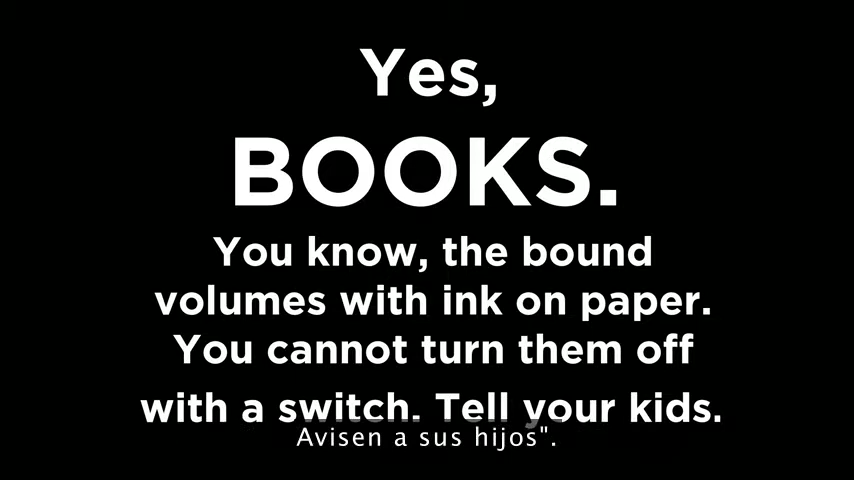 Yes,
BOOKS.
You know, the bound
volumes with ink on paper.
You cannot turn them off
with a switch. Tell your kids.
Avisen a sus hijos".